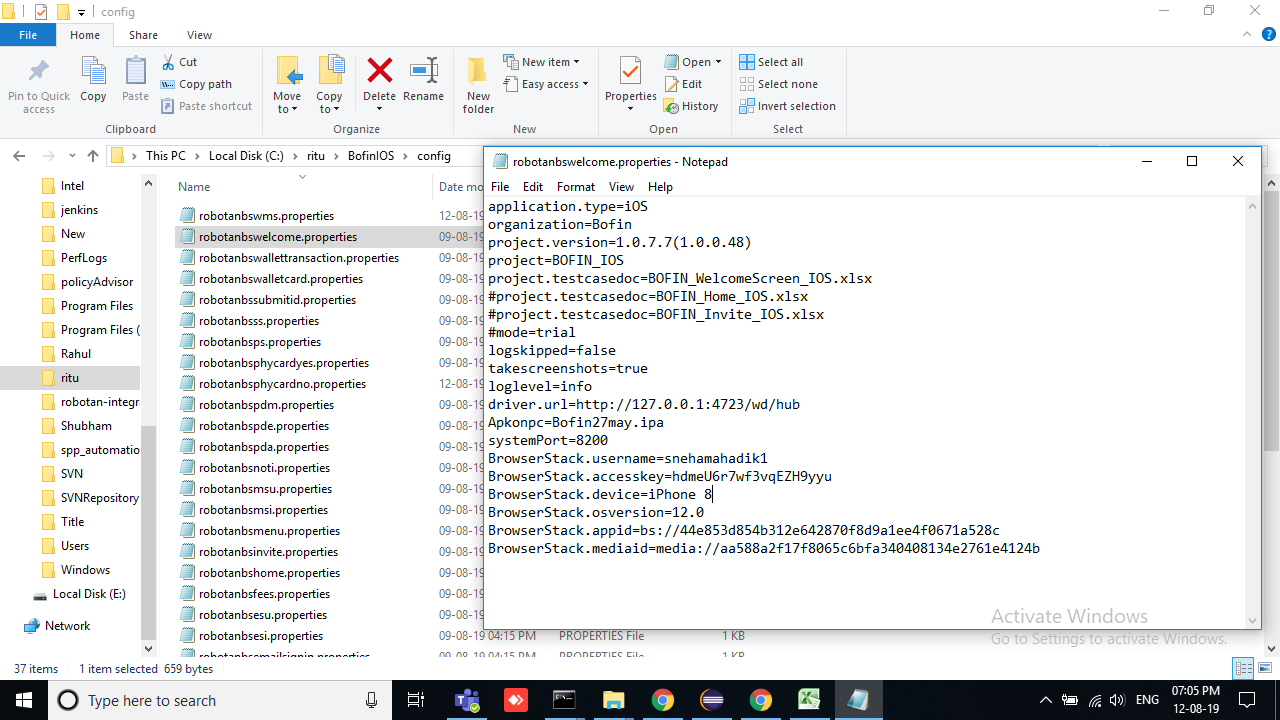 config
File Home Share View
Pin to Quick access
Copy
Paste
Cut
Copy path
Paste shortcut
Clipboard
Move to
Copy to
Delete
Rename
Organize
New folder
New item
Easy access
New
Properties
Open
Edit
History
Open
Select all
Select none
Invert selection
Select
This PC > Local Disk (C:) > ritu > BofinIOS > config
Intel
jenkins
New
PerfLogs
policyAdvisor
Program Files
Program Files (
Rahul
ritu
robotan-integr
Shubham
spp_automatio
SVN
SVNRepository
Title
Users
Windows
Local Disk (E:)
Network
Name Date mo
robotanbswms.properties 12-08-19
robotanbswelcome.properties 09-08-19
robotanbswallettransaction.properties 09-08-19
robotanbswalletcard.properties 09-08-19
robotanbssubmitid.properties 09-08-19
robotanbsss.properties 09-08-19
robotanbsps.properties 09-08-19
robotanbsphycardyes.properties 09-08-19
robotanbsphycardno.properties 12-08-19
robotanbspdm.properties 09-08-19
robotanbspde.properties 09-08-19
robotanbspda.properties 09-08-19
robotanbsnoti.properties 09-08-19
robotanbsmsu.properties 09-08-19
robotanbsmsi.properties 09-08-19
robotanbsmenu.properties 09-08-19
robotanbsinvite.properties 09-08-19
robotanbshome.properties 09-08-19
robotanbsfees.properties 09-08-19
robotanbsesu.properties 09-08-19
robotanbsesi.properties 09-08-19 04:15 PM PROPERTIES File 1 KB
robotanbsemailsignin.properties 09-08-19 04:15 PM PROPERTIES File 1 KB
robotanbswelcome.properties - Notepad
File Edit Format View Help
application.type=iOS
organization=Bofin
project.version=1.0.7.7(1.0.0.48)
project=BOFIN_IOS
project.testcasedoc=BOFIN_WelcomeScreen_IOS.xlsx
#project.testcasedoc=BOFIN_Home_IOS.xlsx
#project.testcasedoc=BOFIN_Invite_IOS.xlsx
#mode=trial
logskipped=false
takescreenshots=true
loglevel=info
driver.url=http://127.0.0.1:4723/wd/hub
Apkonpc=Bofin27may.ipa
systemPort=8200
BrowserStack.username=snehamahadik1
BrowserStack.accesskey=hdmeU6r7wf3vqEZH9yyu
BrowserStack.device=iPhone 8
BrowserStack.osversion=12.0
BrowserStack.appid=bs://44e853d854b312e642870f8d9a1ee4f0671a528c
BrowserStack.mediaid=media://aa588a2f17f8065c6bfa340408134e2761e4124b
Activate Windows
Go to Settings to activate Windows.
37 items 1 item selected 659 bytes
Type here to search
ENG
07:05 PM
12-08-19